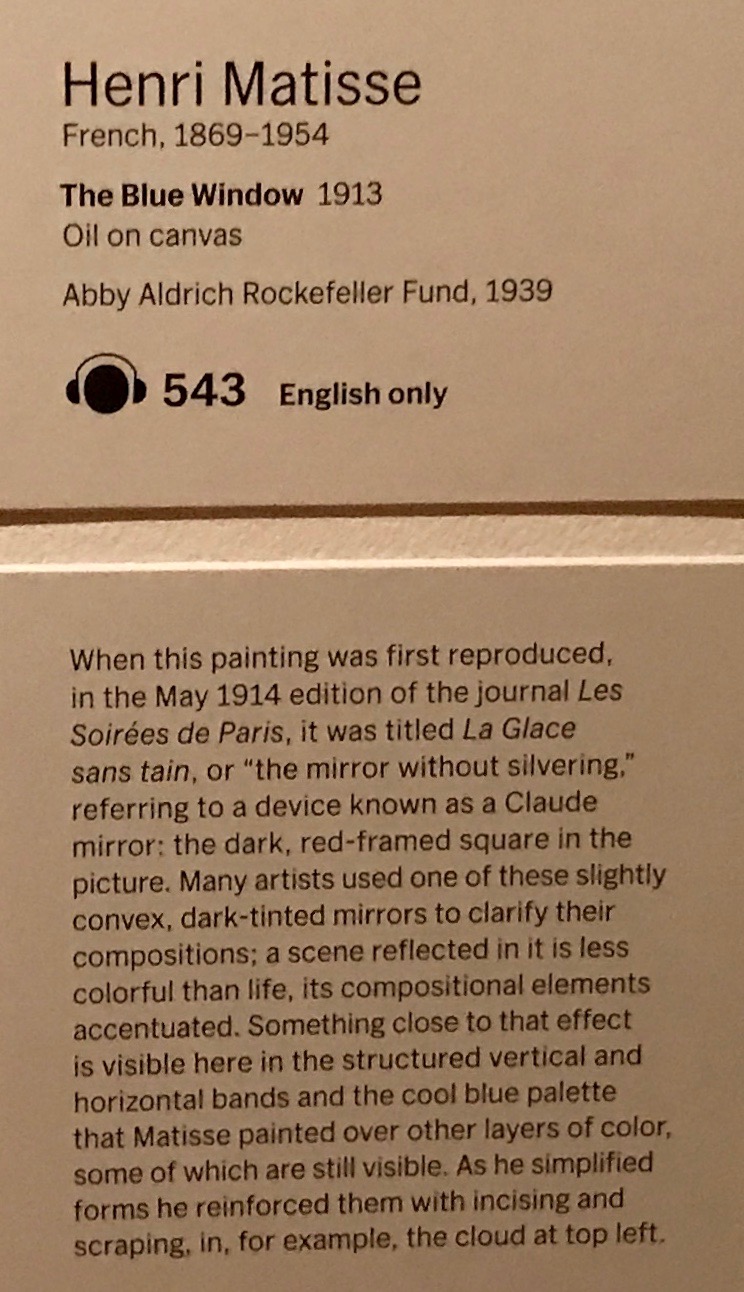 Henri Matisse
French, 1869–1954
The Blue Window 1913
Oil on canvas
Abby Aldrich Rockefeller Fund, 1939
543 English only
When this painting was first reproduced,
in the May 1914 edition of the journal Les
Soirées de Paris, it was titled La Glace
sans tain, or “the mirror without silvering,”
referring to a device known as a Claude
mirror: the dark, red-framed square in the
picture. Many artists used one of these slightly
convex, dark-tinted mirrors to clarify their
compositions; a scene reflected in it is less
colorful than life, its compositional elements
accentuated. Something close to that effect
is visible here in the structured vertical and
horizontal bands and the cool blue palette
that Matisse painted over other layers of color,
some of which are still visible. As he simplified
forms he reinforced them with incising and
scraping, in, for example, the cloud at top left.